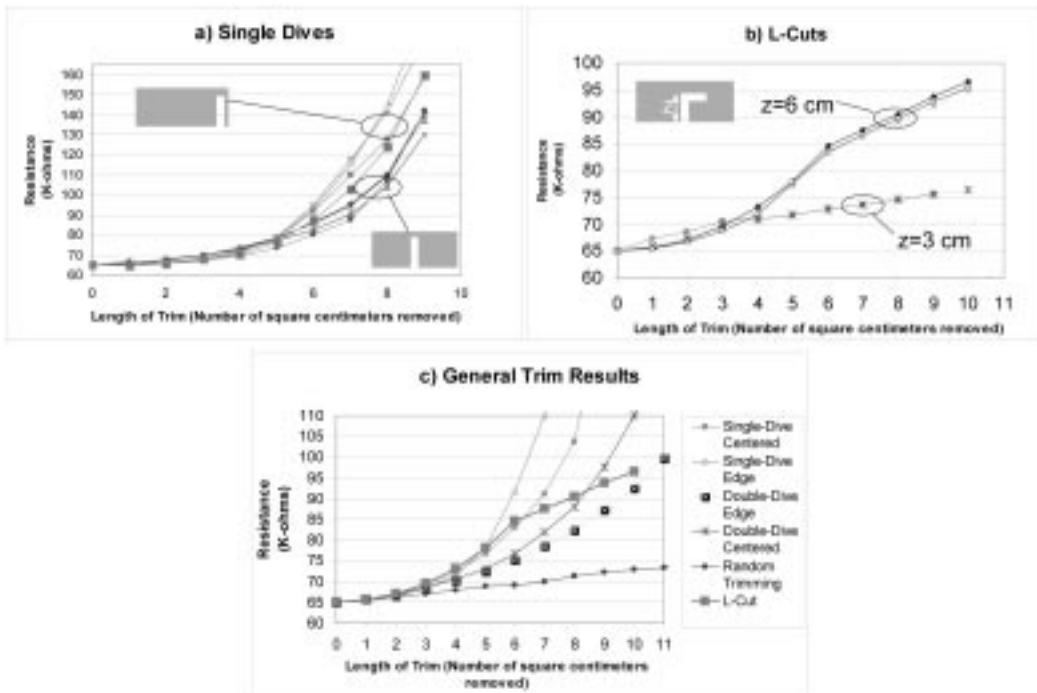 a) Single Dives
Resistance
(K-ohms)
160
150
140
130
120
110
100
90
80
70
60
0
2
4
6
8
10
Length of Trim (Number of square centimeters removed)
b) L-Cuts
Resistance
(K-ohms)
100
95
90
85
80
75
70
65
60
z=6 cm
z=3 cm
0 1 2 3 4 5 6 7 8 9 10 11
Length of Trim (Number of square centimeters removed)
c) General Trim Results
Resistance
(K-ohms)
110
105
100
95
90
85
80
75
70
65
60
0 1 2 3 4 5 6 7 8 9 10 11
Length of Trim (Number of square centimeters
removed)
Single-Dive
Centered
Single-Dive
Edge
Double-Dive
Edge
Double-Dive
Centered
Random
Trimming
L-Cut